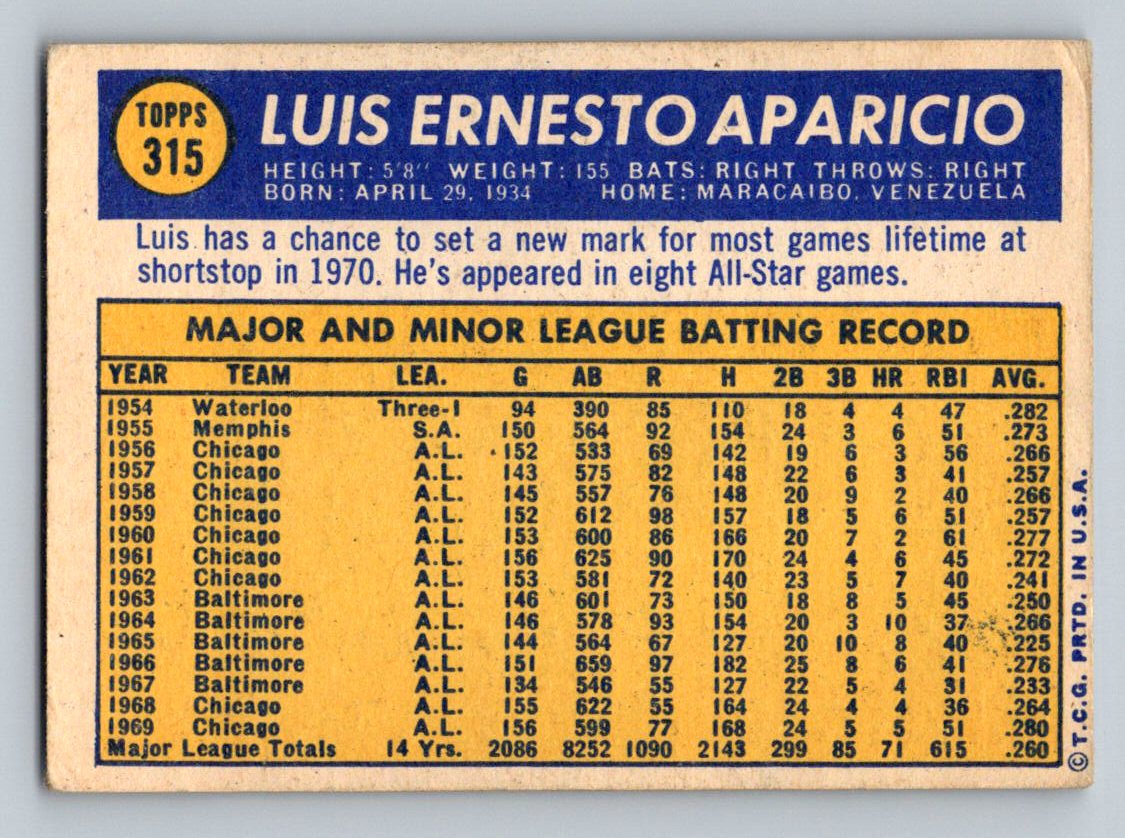 TOPPS
315
LUIS ERNESTO APARICIO
HEIGHT: 5'8" WEIGHT: 155 BATS: RIGHT THROWS: RIGHT
BORN: APRIL 29, 1934 HOME: MARACAIBO, VENEZUELA
Luis has a chance to set a new mark for most games lifetime at
shortstop in 1970. He's appeared in eight All-Star games.
MAJOR AND MINOR LEAGUE BATTING RECORD
YEAR TEAM LEA. G AB R H 2B 3B HR RBI AVG.
1954 Waterloo Three-I 94 390 85 110 18 4 4 47 .282
1955 Memphis S.A. 150 564 92 154 24 3 6 51 .273
1956 Chicago A.L. 152 533 69 142 19 6 3 56 .266
1957 Chicago A.L. 143 575 82 148 22 6 3 41 .257
1958 Chicago A.L. 145 557 76 148 20 9 2 40 .266
1959 Chicago A.L. 152 612 98 157 18 5 6 51 .257
1960 Chicago A.L. 153 600 86 166 20 7 2 61 .277
1961 Chicago A.L. 156 625 90 170 24 4 6 45 .272
1962 Chicago A.L. 153 581 72 140 23 5 7 40 .241
1963 Baltimore A.L. 146 601 73 150 18 8 5 45 .250
1964 Baltimore A.L. 146 578 93 154 20 3 10 37 .266
1965 Baltimore A.L. 144 564 67 127 20 10 8 40 .225
1966 Baltimore A.L. 151 659 97 182 25 8 6 41 .276
1967 Baltimore A.L. 134 546 55 127 22 5 4 31 .233
1968 Chicago A.L. 155 622 55 164 24 4 4 36 .264
1969 Chicago A.L. 156 599 77 168 24 5 5 51 .280
Major League Totals 14 Yrs. 2086 8252 1090 2143 299 85 71 615 .260
© T.C.G. PRTD. IN U.S.A.